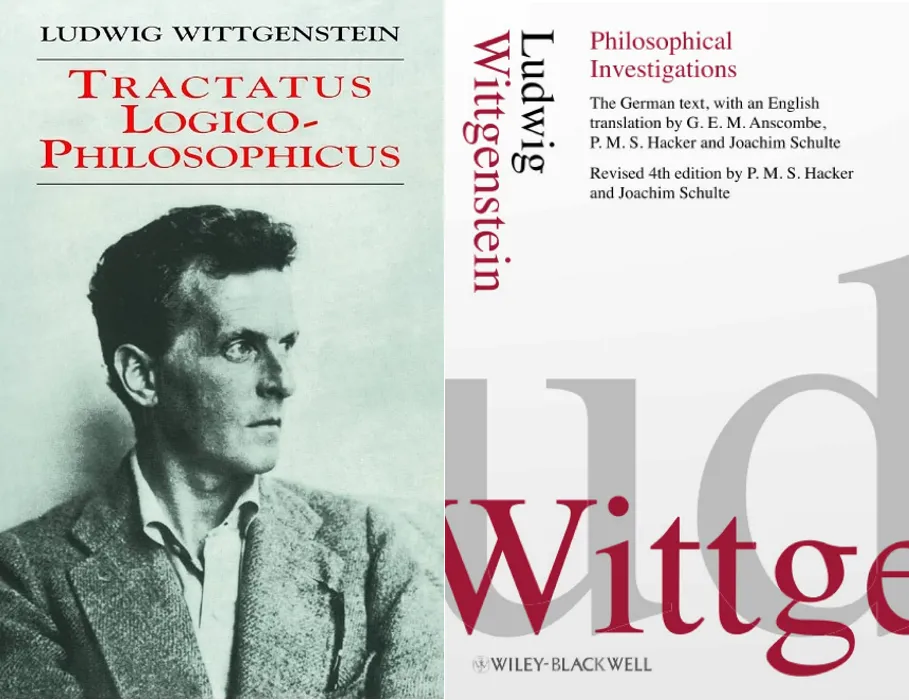 LUDWIG WITTGENSTEIN
TRACTATUS
LOGICO-
PHILOSOPHICUS
Ludwig
Wittgenstein
Philosophical
Investigations
The German text, with an English
translation by G. E. M. Anscombe,
P. M. S. Hacker and Joachim Schulte
Revised 4th edition by P. M. S. Hacker
and Joachim Schulte
ud
Wittge
WILEY-BLACKWELL